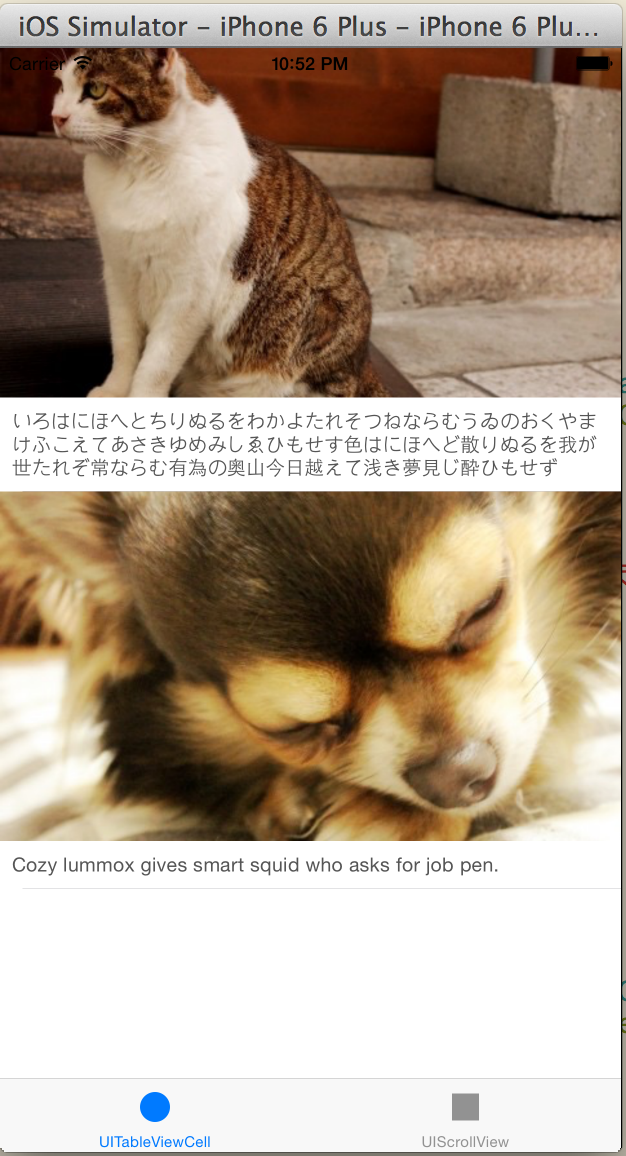 iOS Simulator – iPhone 6 Plus – iPhone 6 Plu...
Carrier 10:52 PM
いろはにほへとちりぬるをわかよたれそつねならむうゐのおくやま
けふこえてあさきゆめみしゑひもせす色はにほへど散りぬるを我が
世たれぞ常ならむ有為の奥山今日越えて浅き夢見じ酔ひもせず
Cozy lummox gives smart squid who asks for job pen.
UITableViewCell UIScrollView